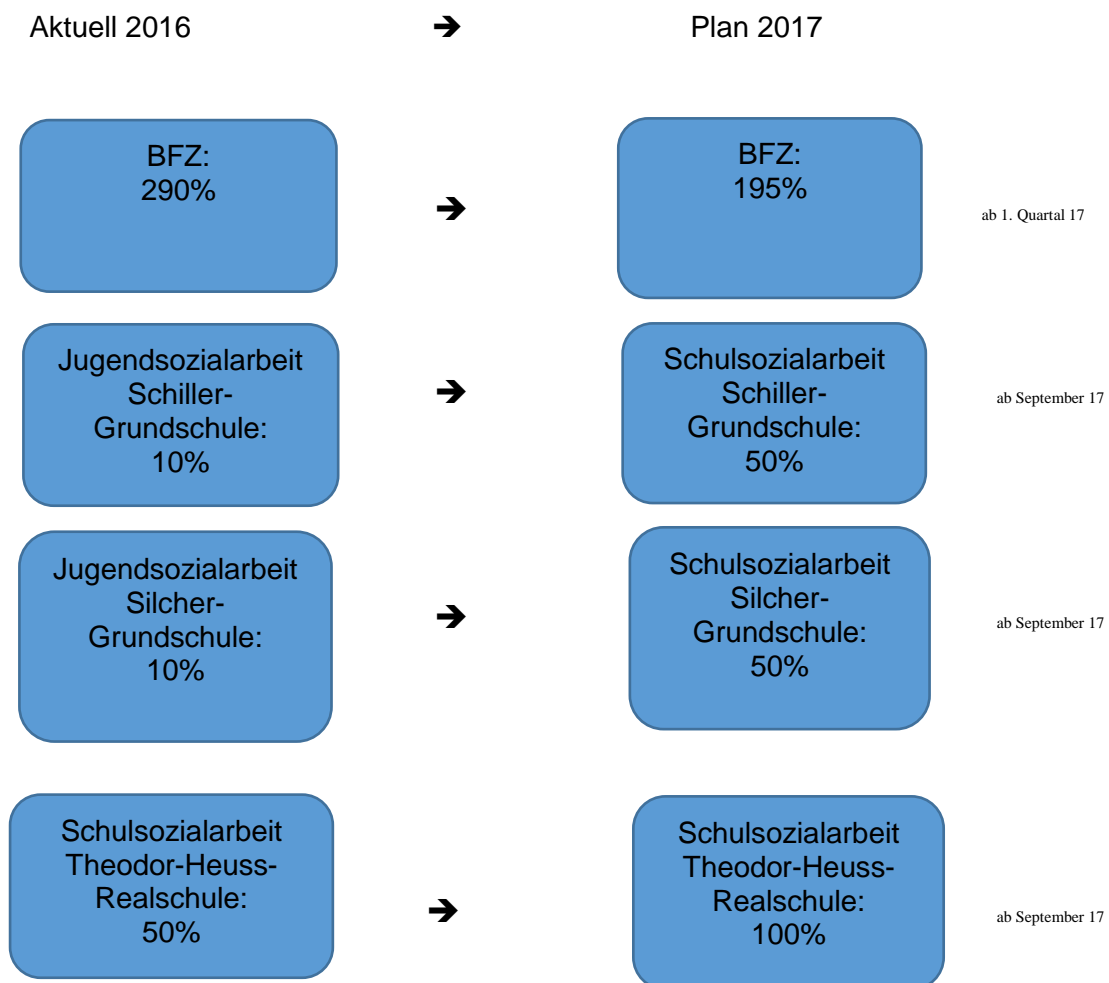 Aktuell 2016 ➔ Plan 2017
BFZ:
290%
➔
BFZ:
195%
ab 1. Quartal 17
Jugendsozialarbeit
Schiller-
Grundschule:
10%
➔
Schulsozialarbeit
Schiller-
Grundschule:
50%
ab September 17
Jugendsozialarbeit
Silcher-
Grundschule:
10%
➔
Schulsozialarbeit
Silcher-
Grundschule:
50%
ab September 17
Schulsozialarbeit
Theodor-Heuss-
Realschule:
50%
➔
Schulsozialarbeit
Theodor-Heuss-
Realschule:
100%
ab September 17